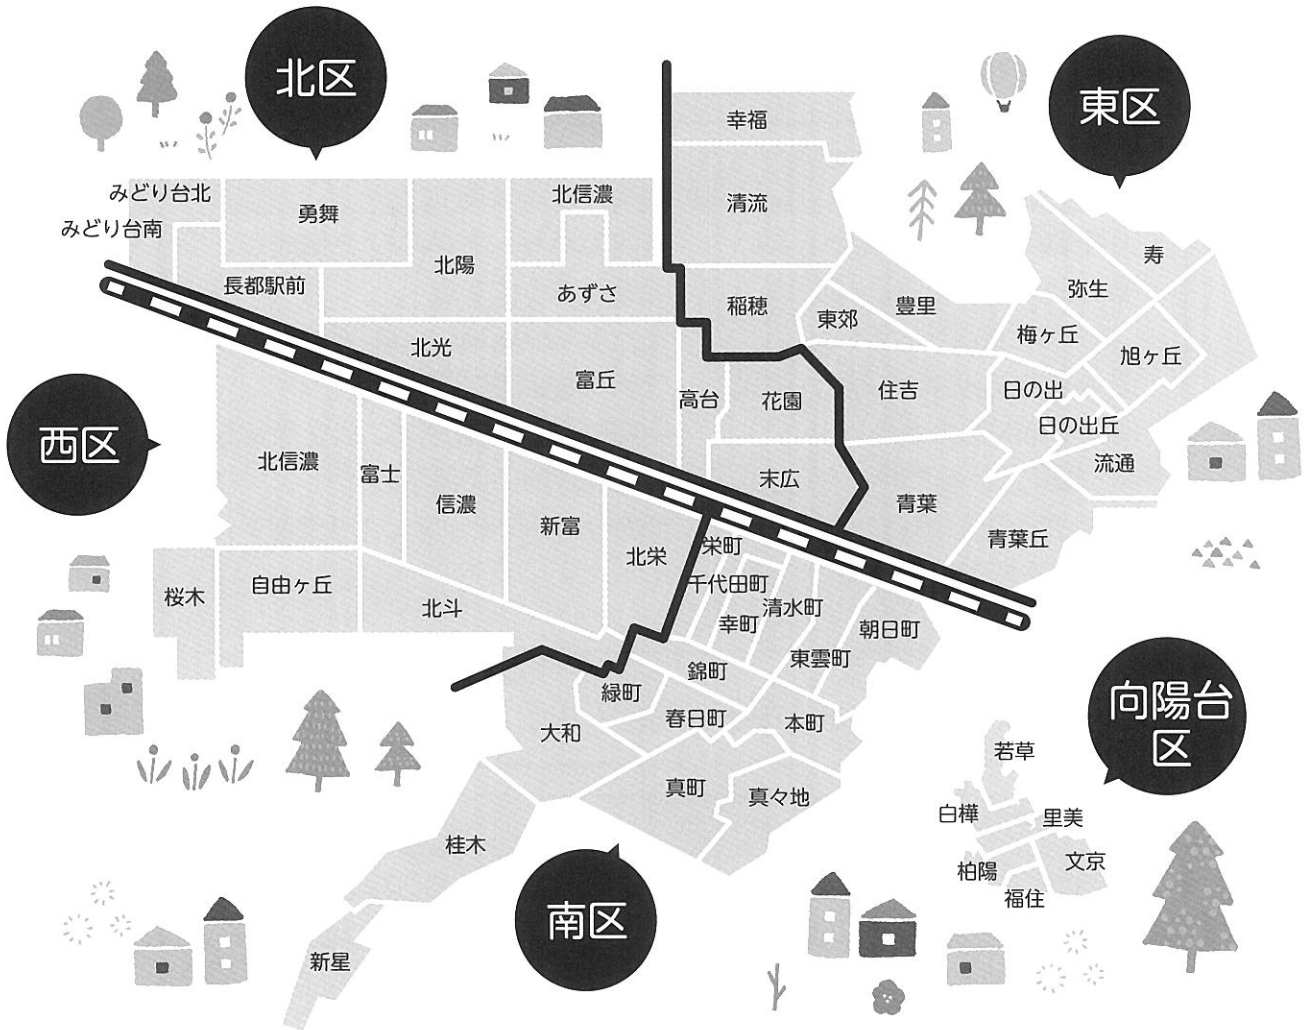 北区
東区
幸福
みどり台北
北信濃
勇舞
清流
みどり台南
寿
北陽
長都駅前
弥生
あずさ
稲穂
豊里
東郊
梅ヶ丘
北光
旭ヶ丘
富丘
住吉
日の出
高台
花園
日の出丘
西区
北信濃
流通
富士
末広
信濃
青葉
新富
青葉丘
栄町
北栄
自由ヶ丘
千代田町
桜木
北斗
清水町
幸町
朝日町
東雲町
錦町
緑町
向陽台
区
春日町
本町
大和
若草
真町
真々地
白樺
里美
桂木
文京
柏陽
福住
南区
新星